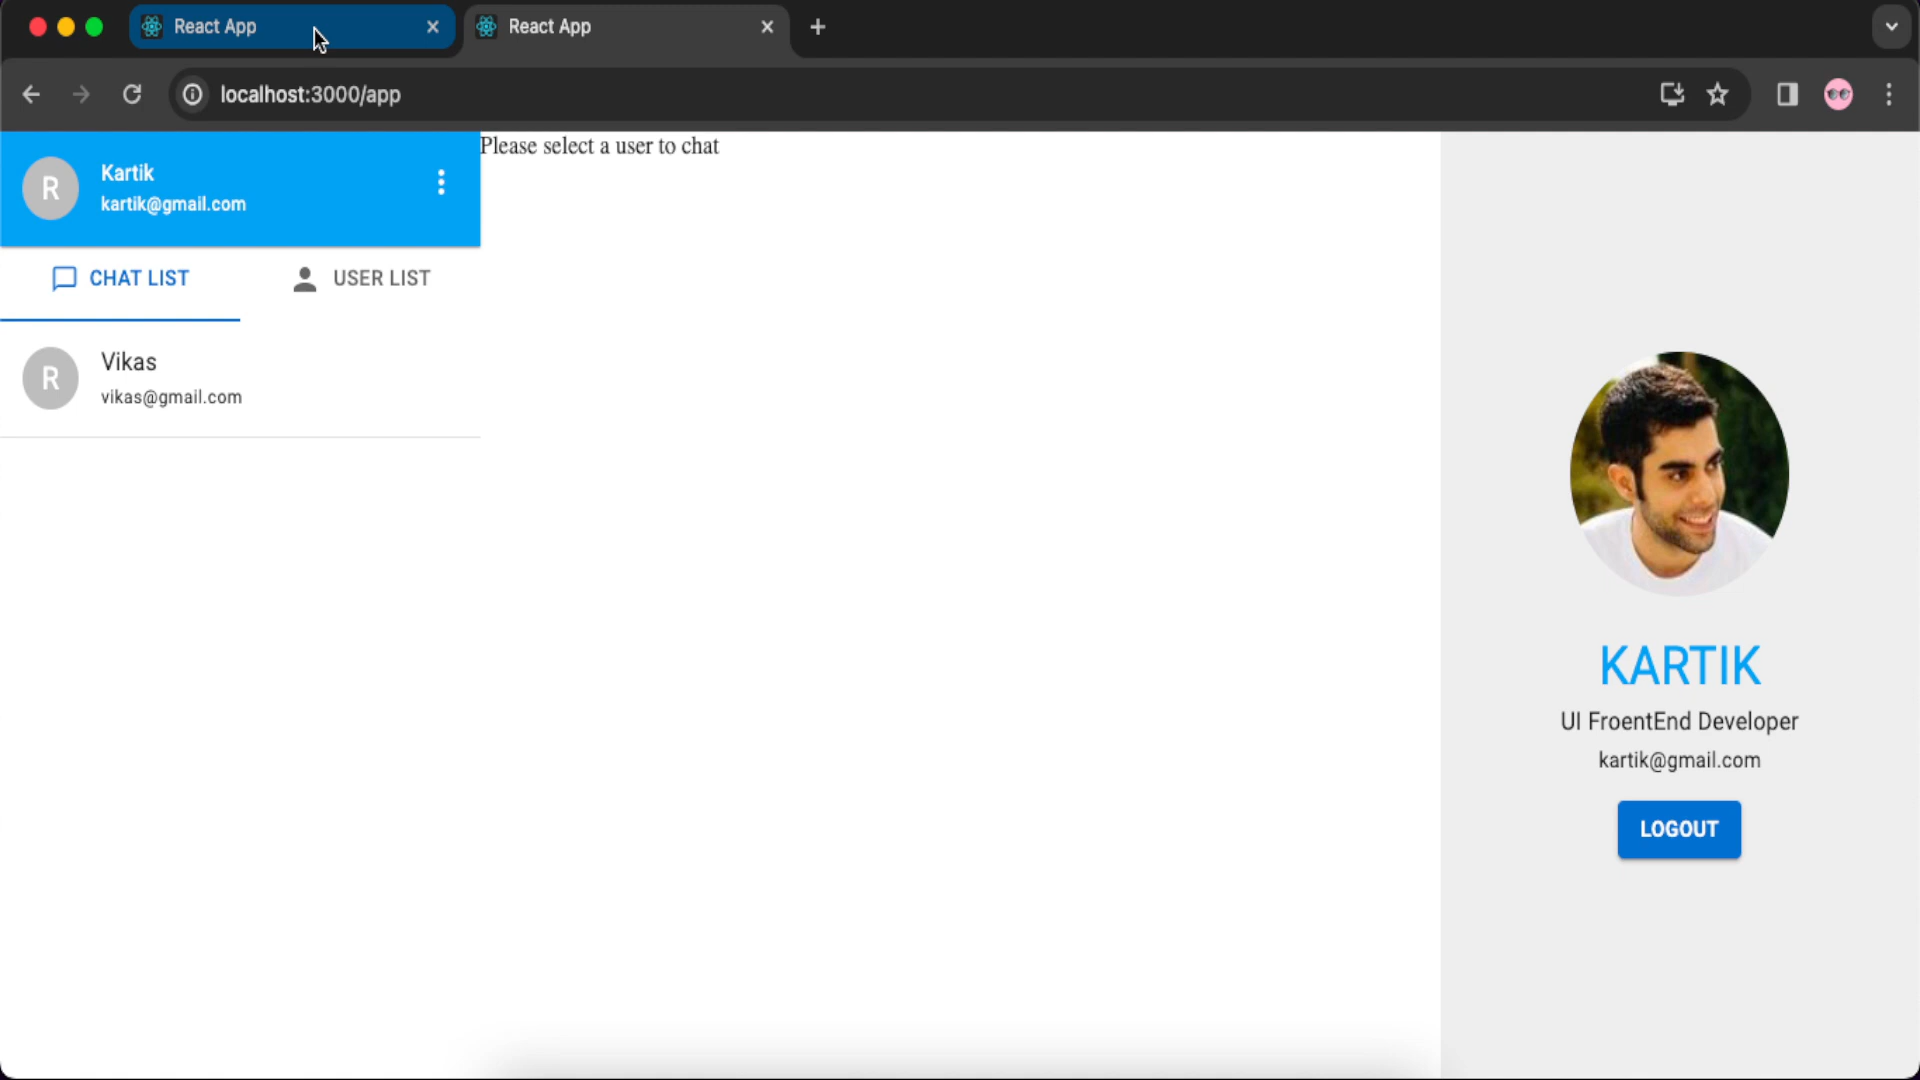 React App
React App
localhost:3000/app
R
Kartik
kartik@gmail.com
CHAT LIST
USER LIST
R
Vikas
vikas@gmail.com
Please select a user to chat
KARTIK
UI FroentEnd Developer
kartik@gmail.com
LOGOUT